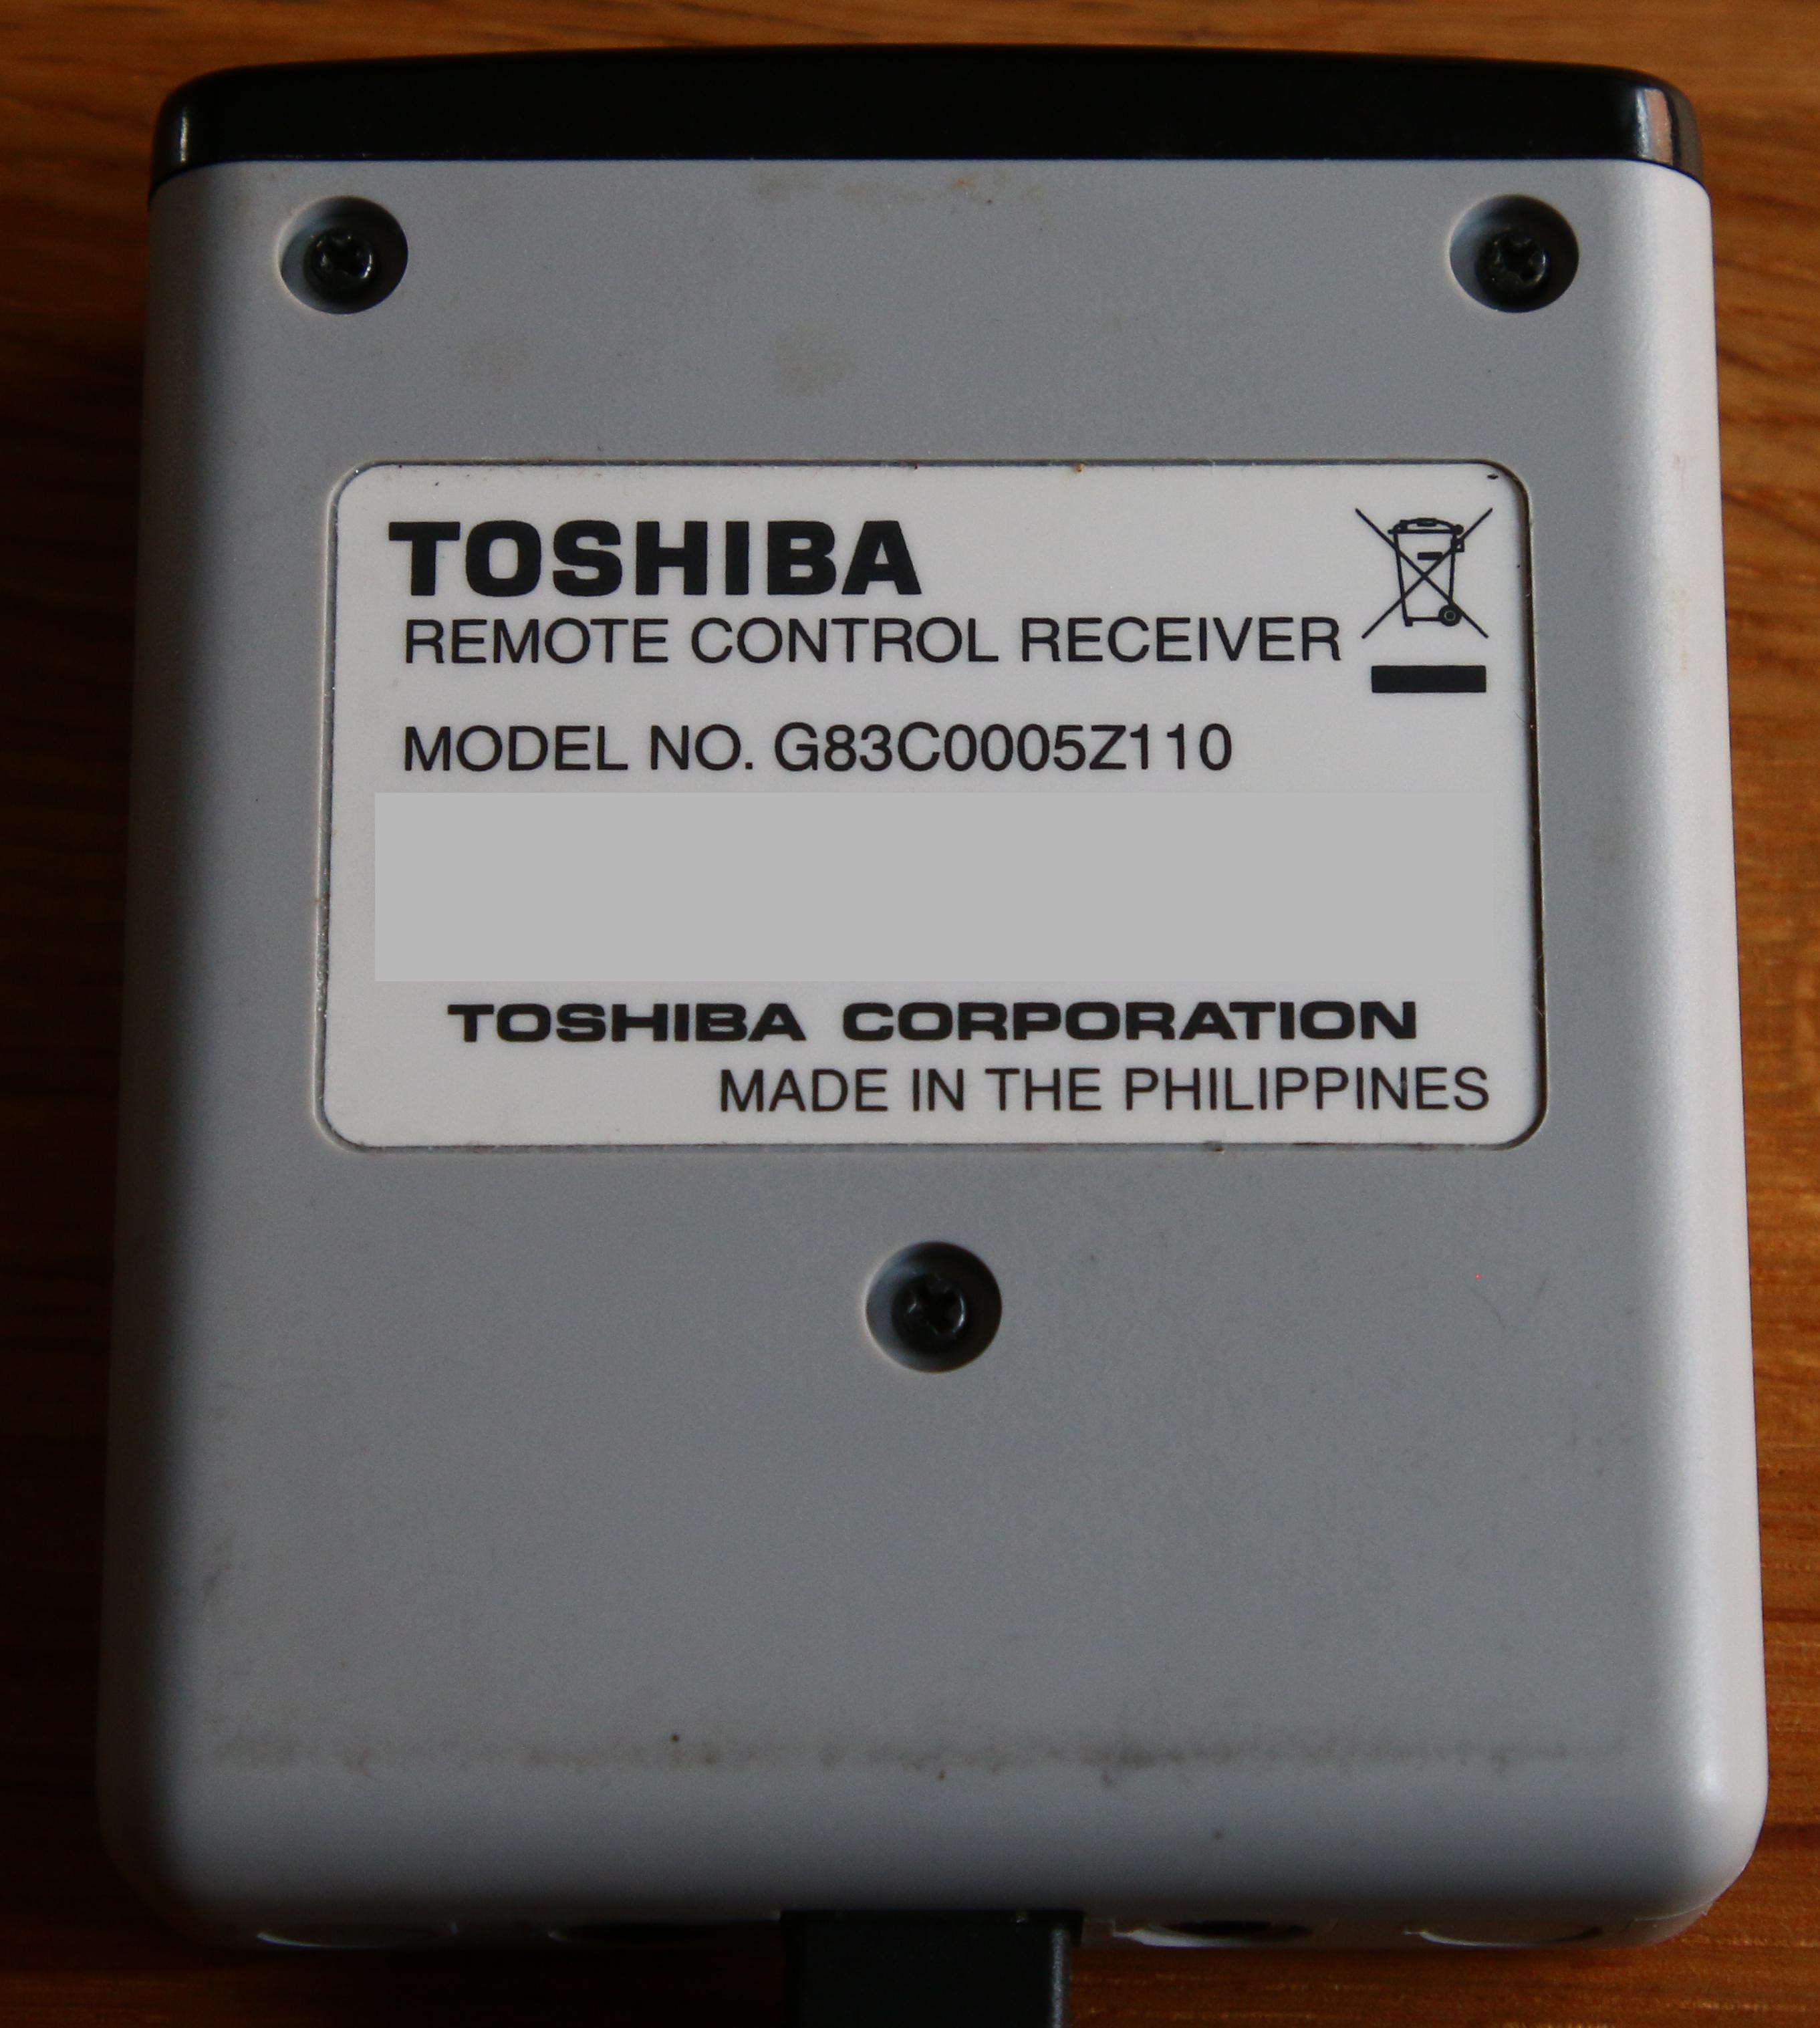 TOSHIBA
REMOTE CONTROL RECEIVER
MODEL NO. G83C0005Z110
TOSHIBA CORPORATION
MADE IN THE PHILIPPINES